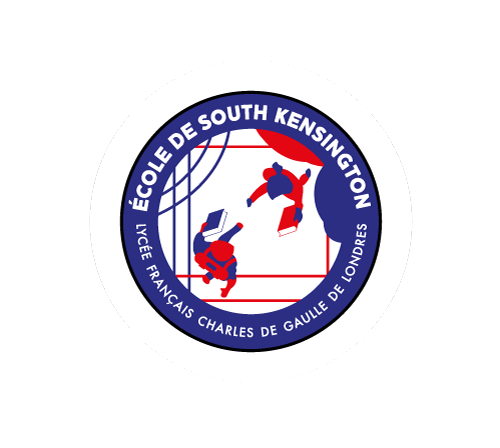 ÉCOLE DE SOUTH KENSINGTON
LYCÉE FRANÇAIS CHARLES DE GAULLE DE LONDRES